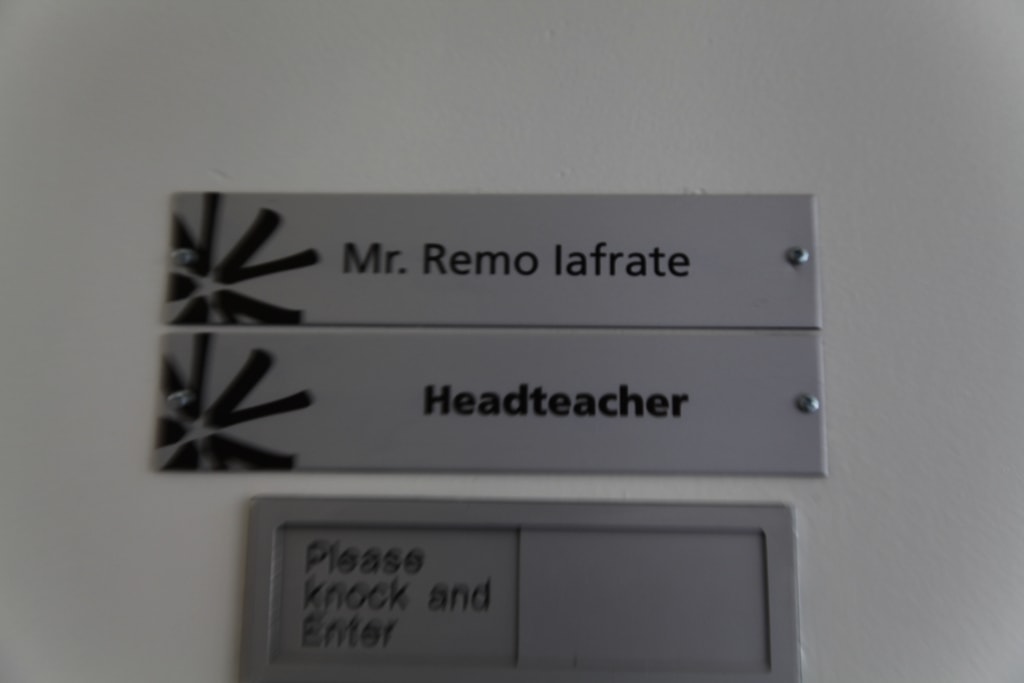 Mr. Remo Iafrate
Headteacher
Please
knock and
Enter